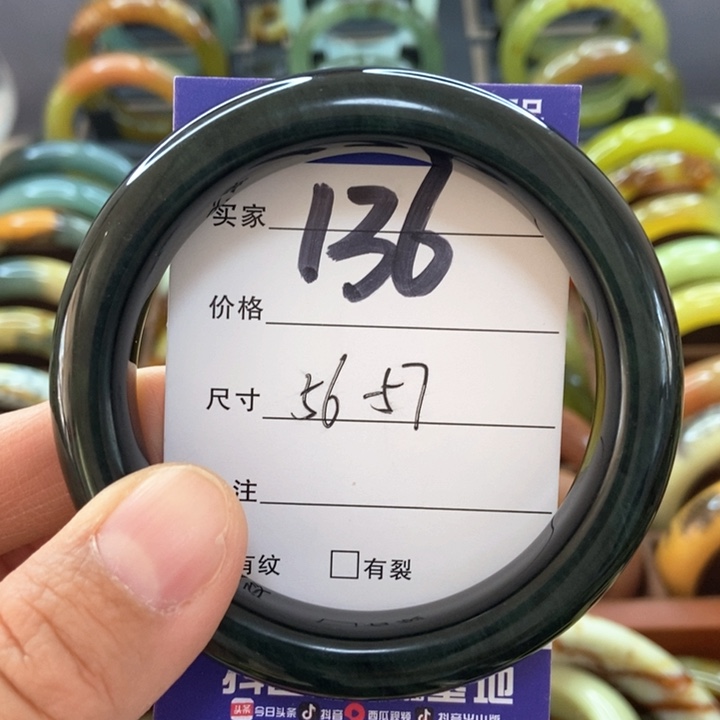 买家 136
价格
尺寸 56-57
注
有纹 □有裂
今日头条 抖音 西瓜视频